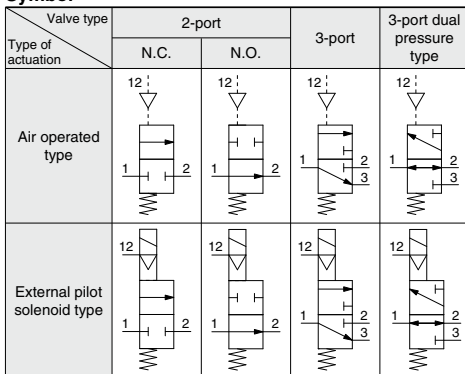 Valve type
Type of
actuation
2-port
N.C.
N.O.
3-port
3-port dual
pressure
type
Air operated
type
12
1
2
12
1
2
12
1
2
3
12
1
2
3
External pilot
solenoid type
12
1
2
12
1
2
12
1
2
3
12
1
2
3